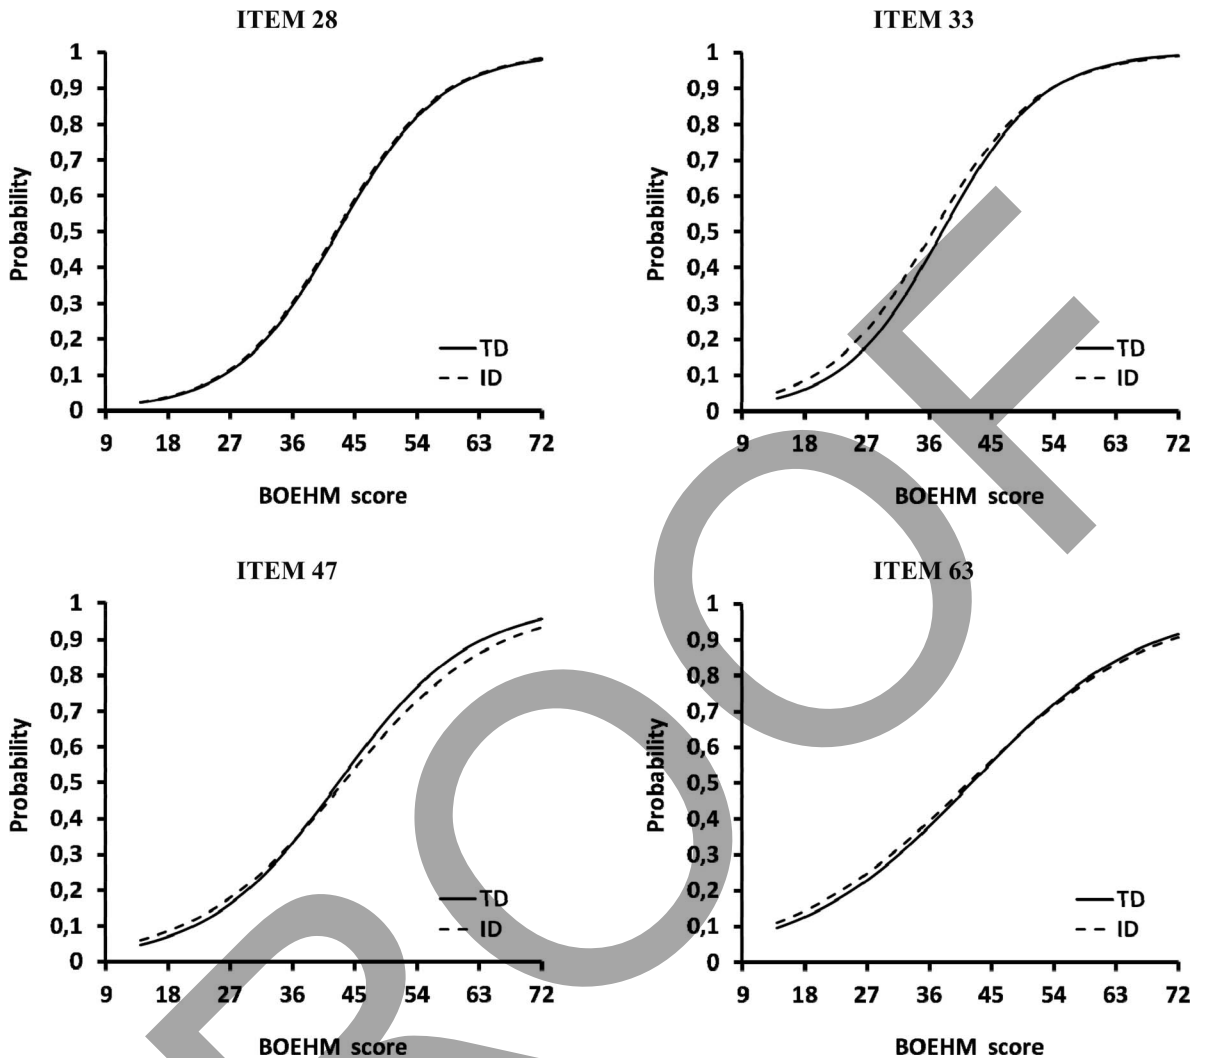 ITEM 28
1
0,9
0,8
0,7
0,6
0,5
0,4
0,3
0,2
0,1
0
Probability
TD
ID
9 18 27 36 45 54 63 72
BOEHM score
ITEM 33
1
0,9
0,8
0,7
0,6
0,5
0,4
0,3
0,2
0,1
0
Probability
TD
ID
9 18 27 36 45 54 63 72
BOEHM score
ITEM 47
1
0,9
0,8
0,7
0,6
0,5
0,4
0,3
0,2
0,1
0
Probability
TD
ID
9 18 27 36 45 54 63 72
BOEHM score
ITEM 63
1
0,9
0,8
0,7
0,6
0,5
0,4
0,3
0,2
0,1
0
Probability
TD
ID
9 18 27 36 45 54 63 72
BOEHM score
ROOF